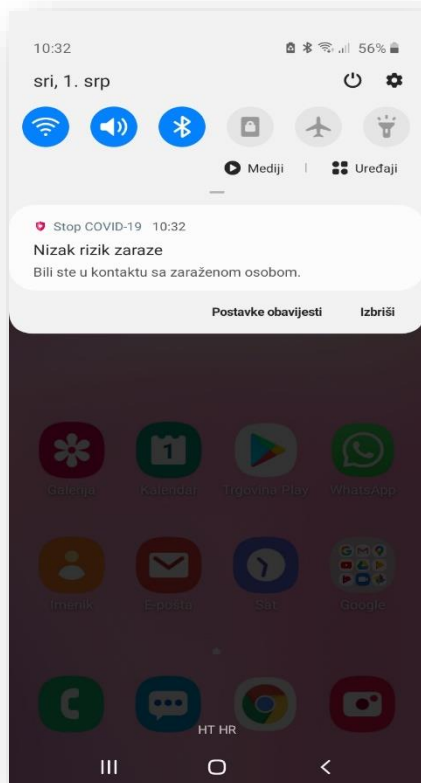 10:32 56%
sri, 1. srp
Mediji | Uređaji
Stop COVID-19 10:32
Nizak rizik zaraze
Bili ste u kontaktu sa zaraženom osobom.
Postavke obavijesti Izbriši
1
Galerija Kalendar Trgovina Play WhatsApp
Imenik E-pošta Sat Google
HT HR